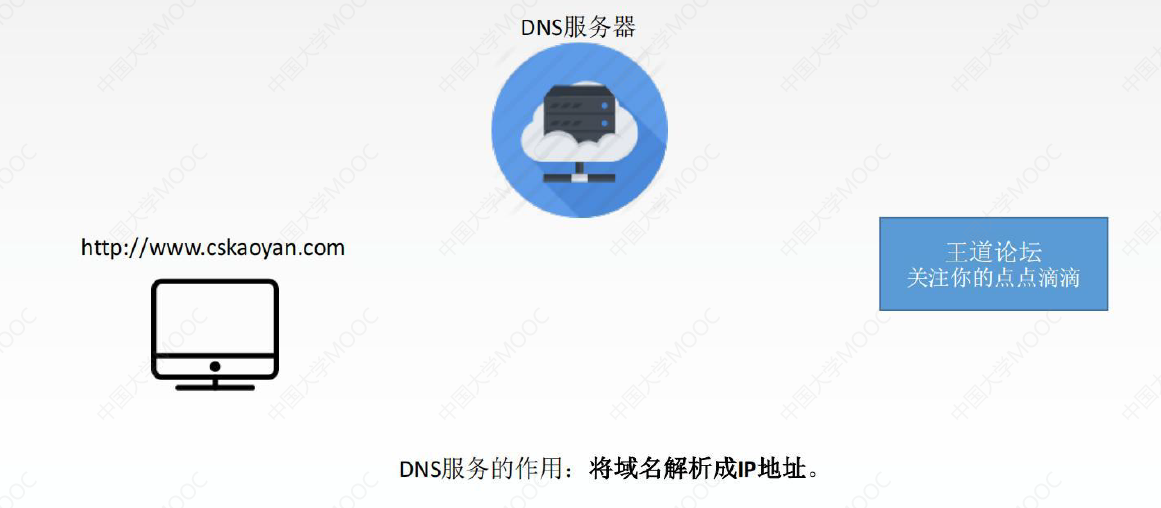 DNS服务器
http://www.cskaoyan.com
王道论坛
关注你的点点滴滴
DNS服务的作用：将域名解析成IP地址。
中国大学MOOC